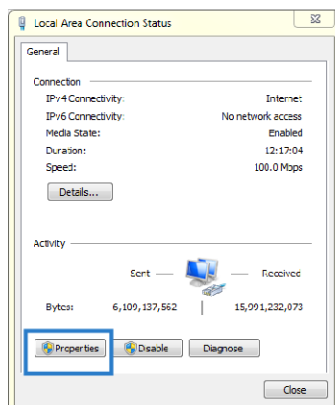 Local Area Connection Status
General
Connection
IPv4 Connectivity: Internet
IPv6 Connectivity: No network access
Media State: Enabled
Duration: 12:17:04
Speed: 100.0 Mbps
Details...
Activity
Sent — — Received
Bytes: 6,109,137,562 | 15,991,232,073
Properties Disable Diagnose
Close